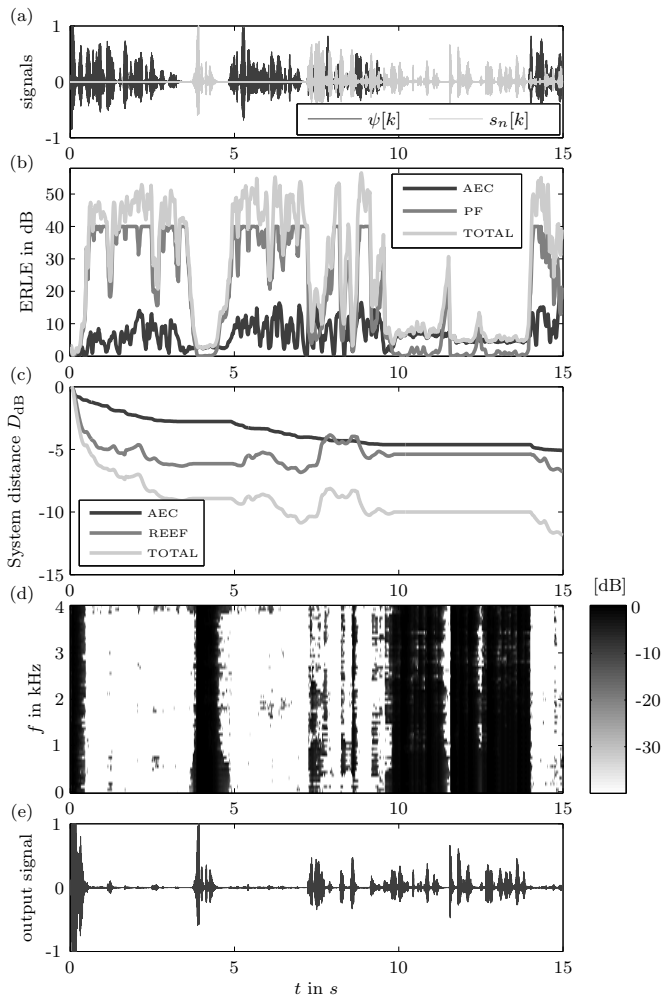 (a)
1
0
-1
signals
ψ[k]
s_n[k]
0
5
10
15
(b)
50
40
30
20
10
0
ERLE in dB
AEC
PF
TOTAL
0
5
10
15
(c)
0
-5
-10
-15
System distance D_dB
AEC
REEF
TOTAL
0
5
10
15
(d)
4
3
2
1
0
f in kHz
0
5
10
15
[dB]
0
-10
-20
-30
(e)
1
0
-1
output signal
0
5
10
15
t in s